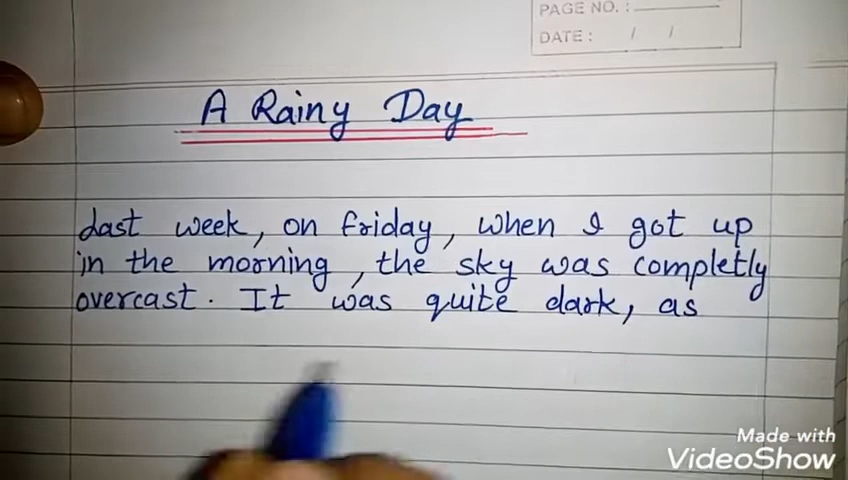 PAGE NO. :
DATE : / /
A Rainy Day
Last week, on friday, when I got up
in the morning, the sky was completly
overcast. It was quite dark, as
Made with
VideoShow